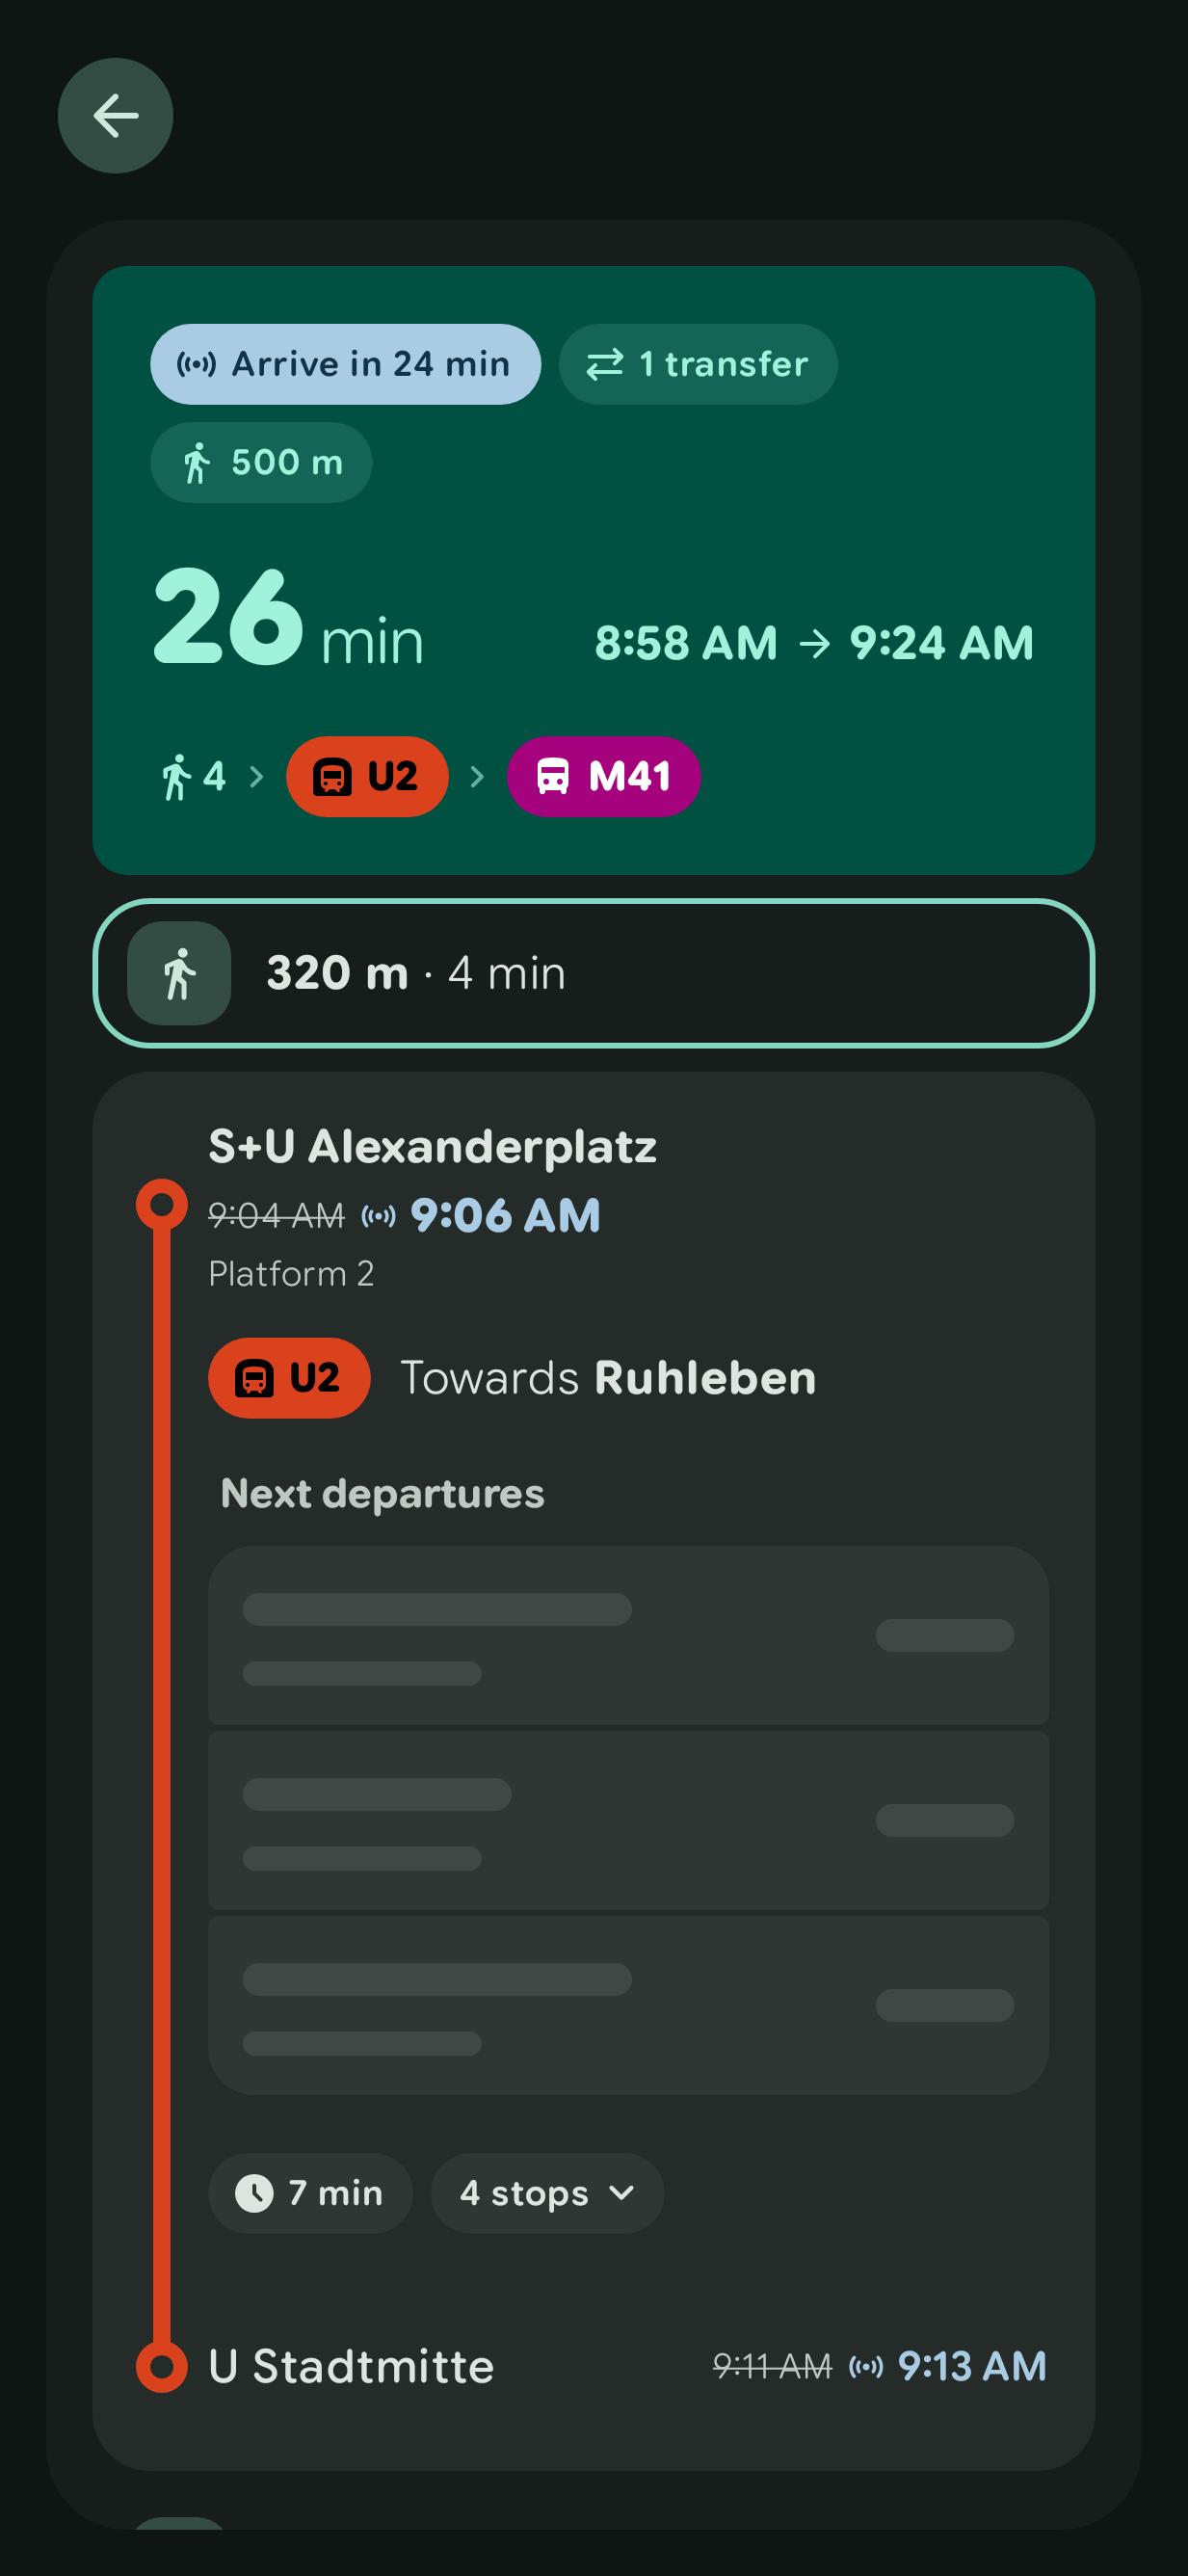 Arrive in 24 min
1 transfer
500 m
26 min
8:58 AM → 9:24 AM
4 > U2 > M41
320 m · 4 min
S+U Alexanderplatz
9:04 AM 9:06 AM
Platform 2
U2 Towards Ruhleben
Next departures
7 min
4 stops
U Stadtmitte 9:11 AM 9:13 AM